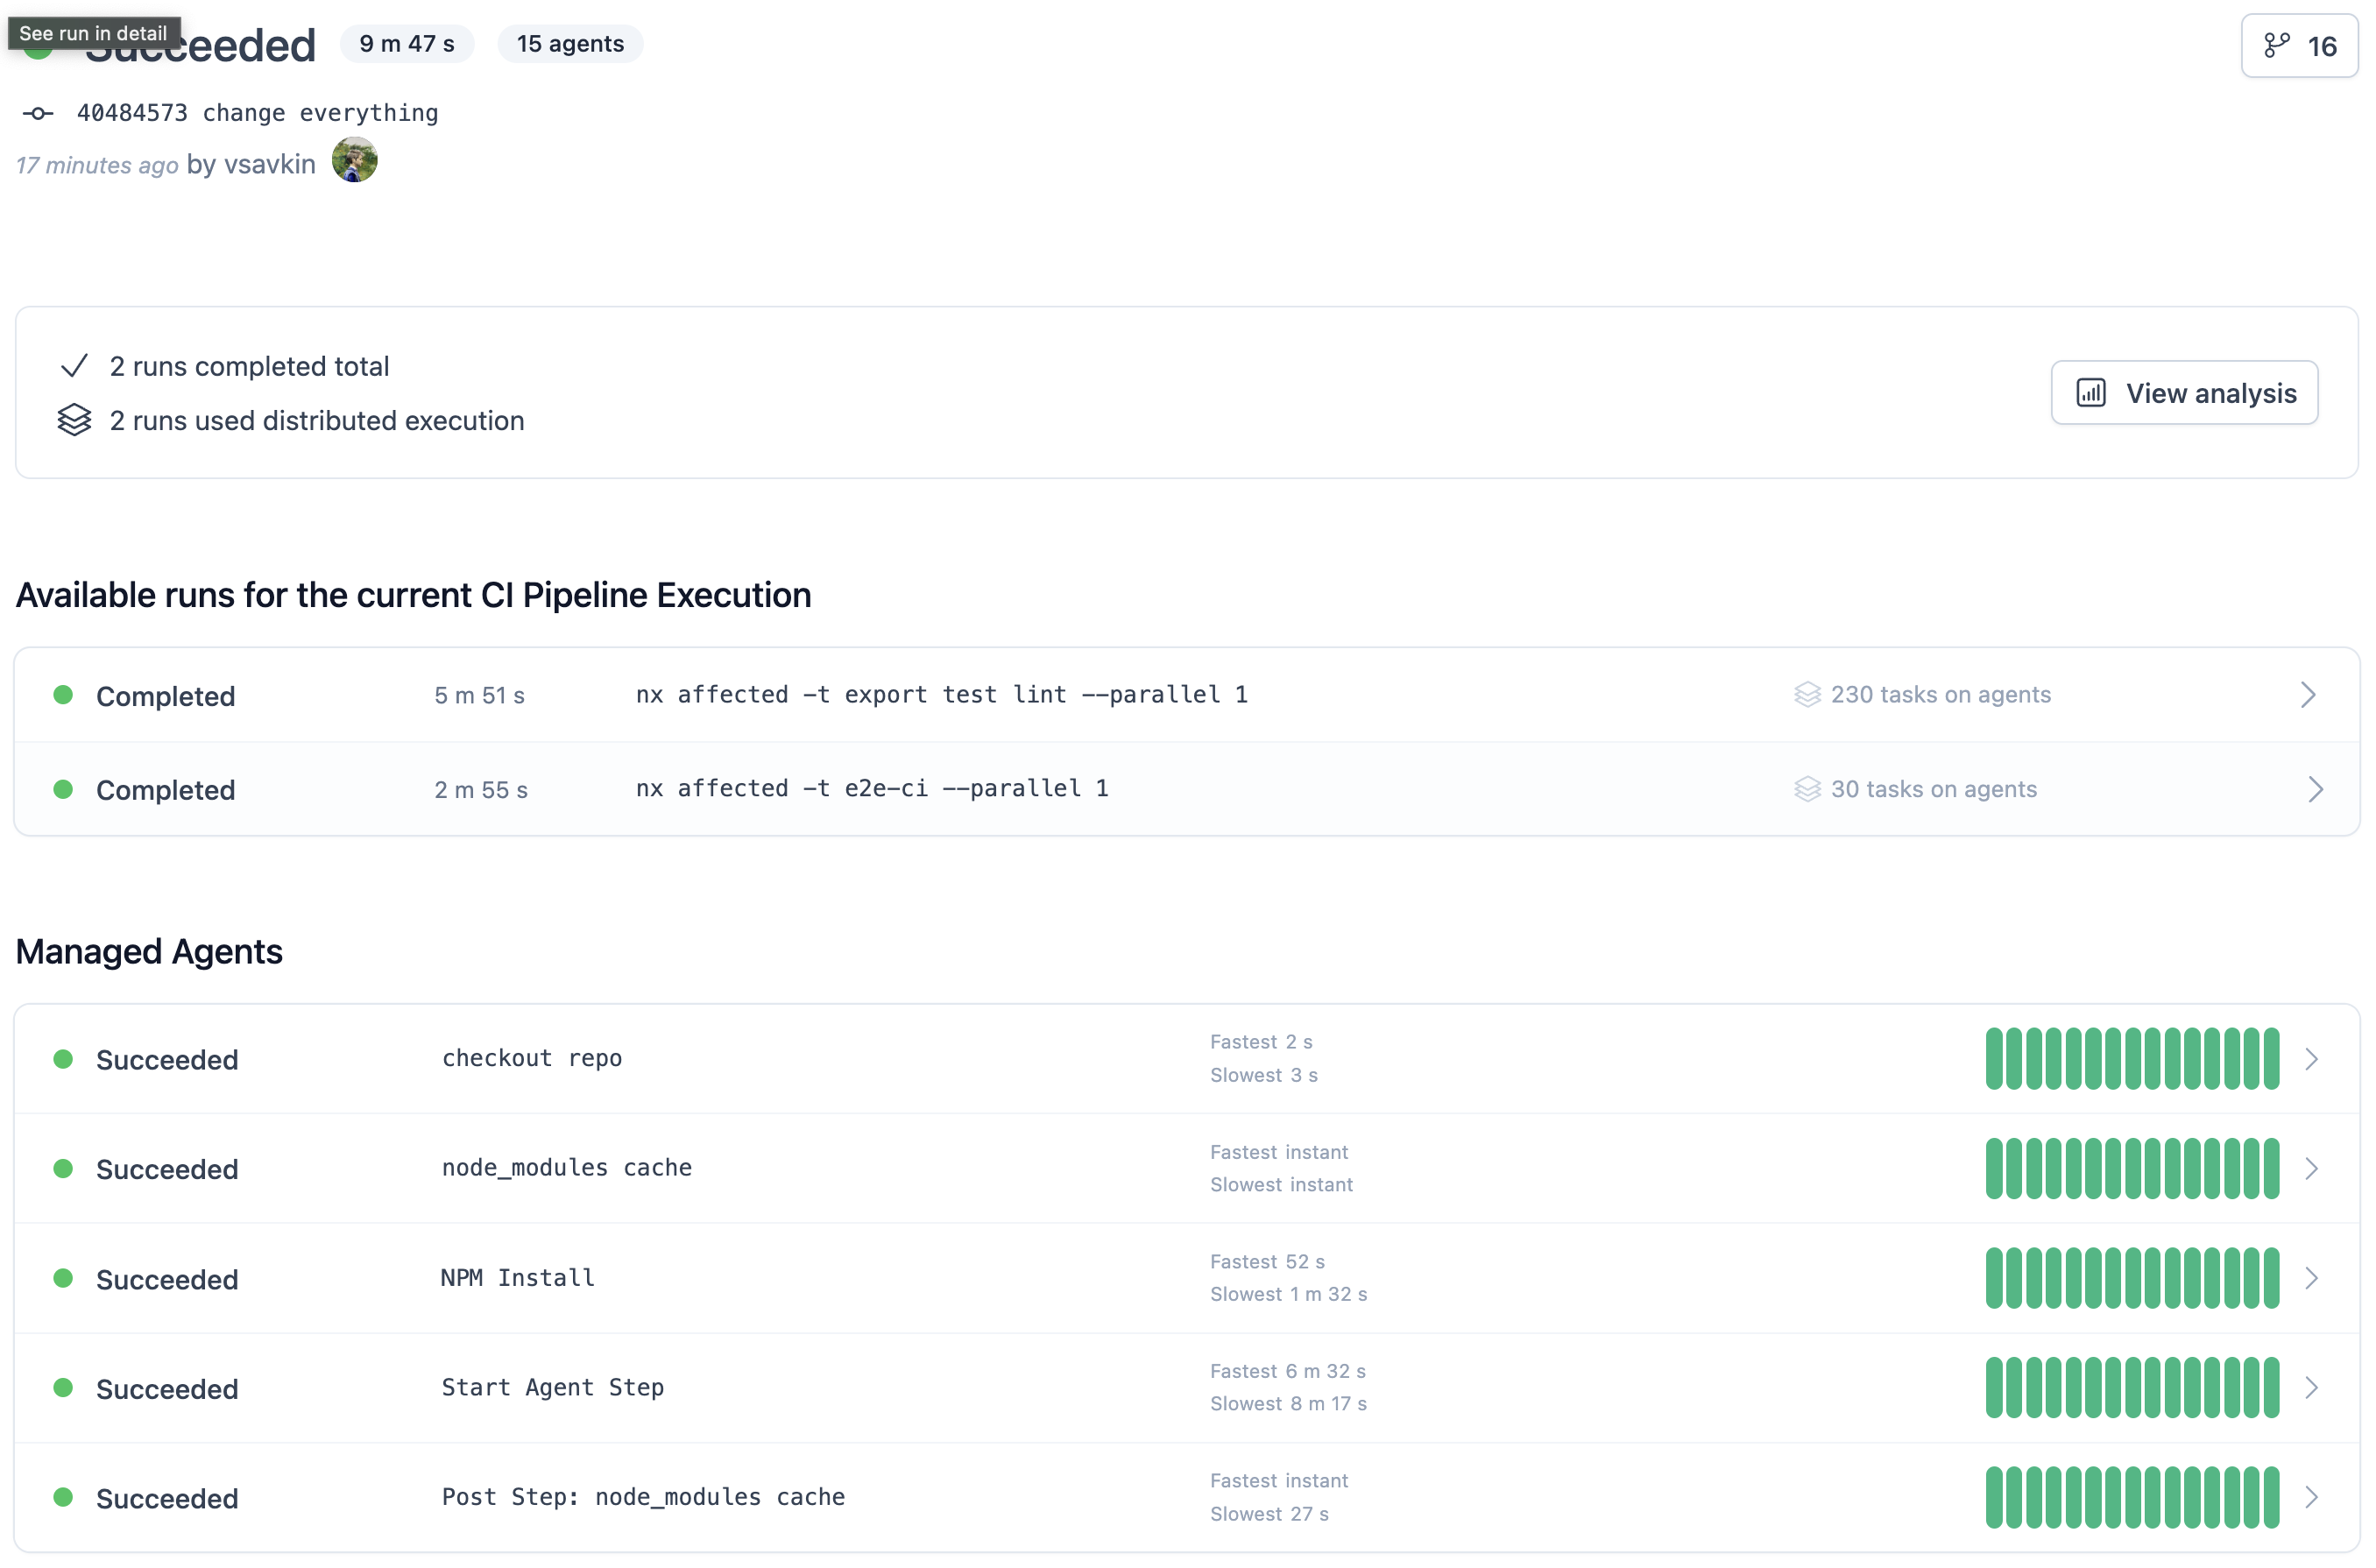 See run in detail
Succeeded
9 m 47 s
15 agents
16
40484573 change everything
17 minutes ago by vsavkin
2 runs completed total
2 runs used distributed execution
View analysis
Available runs for the current CI Pipeline Execution
Completed 5 m 51 s nx affected -t export test lint --parallel 1 230 tasks on agents
Completed 2 m 55 s nx affected -t e2e-ci --parallel 1 30 tasks on agents
Managed Agents
Succeeded checkout repo
Fastest 2 s
Slowest 3 s
Succeeded node_modules cache
Fastest instant
Slowest instant
Succeeded NPM Install
Fastest 52 s
Slowest 1 m 32 s
Succeeded Start Agent Step
Fastest 6 m 32 s
Slowest 8 m 17 s
Succeeded Post Step: node_modules cache
Fastest instant
Slowest 27 s